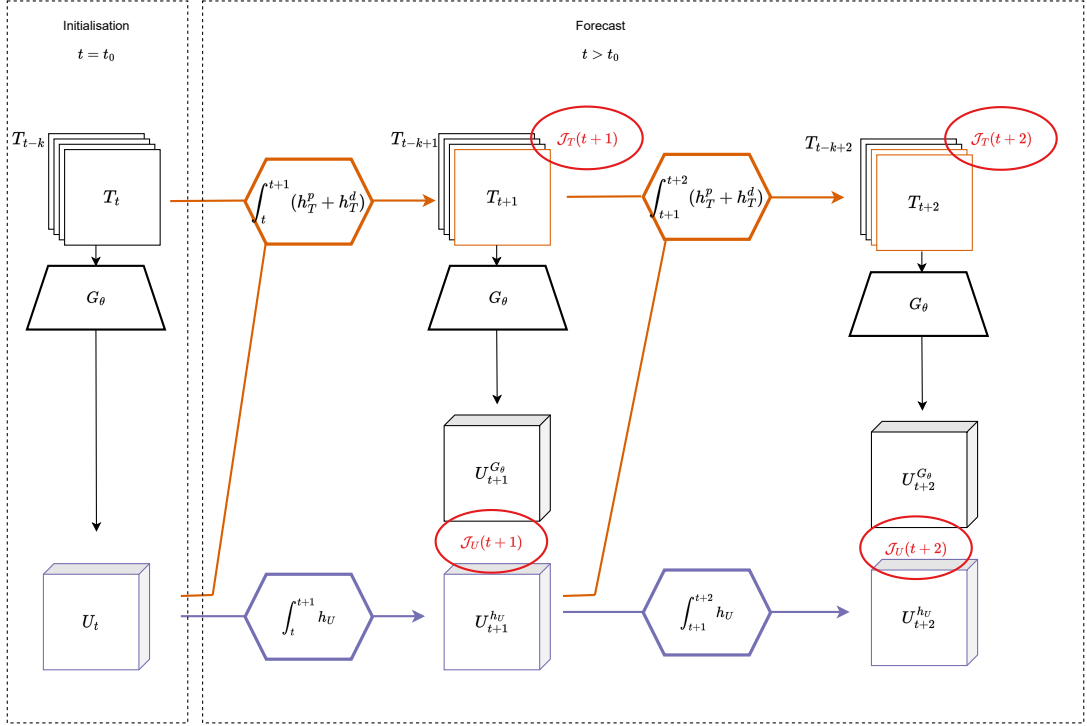 Initialisation
t = t₀
Forecast
t > t₀
T_{t-k}
T_t
∫_t^{t+1} (h_T^p + h_T^d)
T_{t-k+1}
𝒥_T(t+1)
T_{t+1}
∫_{t+1}^{t+2} (h_T^p + h_T^d)
T_{t-k+2}
𝒥_T(t+2)
T_{t+2}
G_θ
G_θ
G_θ
U_{t+1}^{G_θ}
U_{t+2}^{G_θ}
𝒥_U(t+1)
𝒥_U(t+2)
U_t
∫_t^{t+1} h_U
U_{t+1}^{h_U}
∫_{t+1}^{t+2} h_U
U_{t+2}^{h_U}